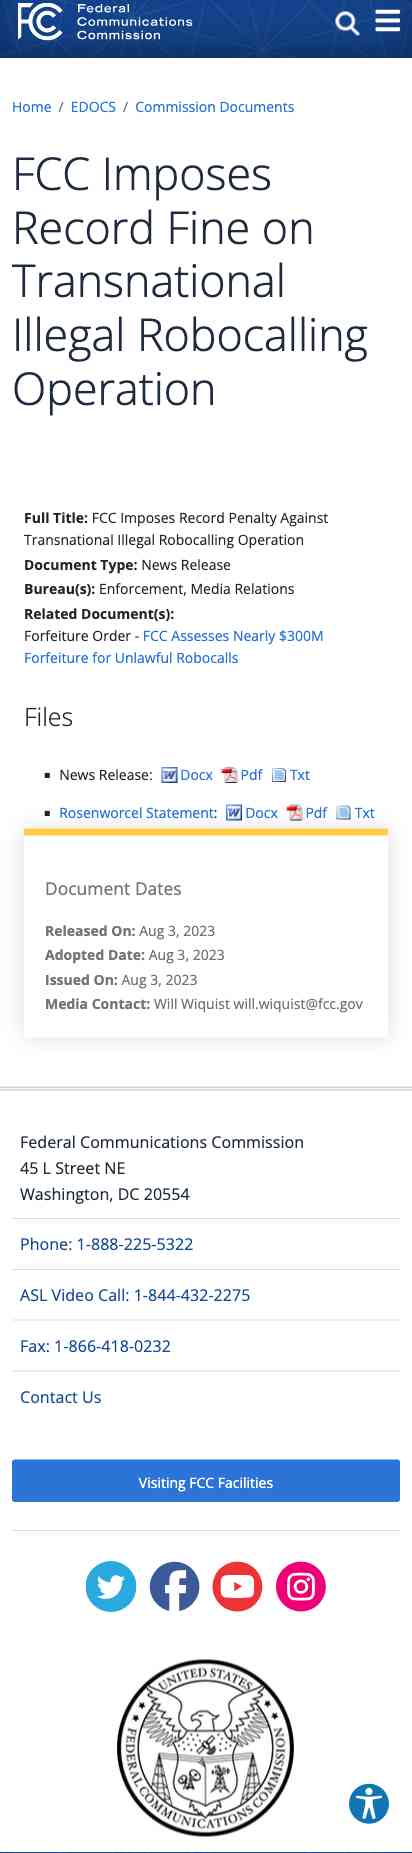 Federal
Communications
Commission
Home / EDOCS / Commission Documents
FCC Imposes
Record Fine on
Transnational
Illegal Robocalling
Operation
Full Title: FCC Imposes Record Penalty Against
Transnational Illegal Robocalling Operation
Document Type: News Release
Bureau(s): Enforcement, Media Relations
Related Document(s):
Forfeiture Order - FCC Assesses Nearly $300M
Forfeiture for Unlawful Robocalls
Files
News Release: Docx Pdf Txt
Rosenworcel Statement: Docx Pdf Txt
Document Dates
Released On: Aug 3, 2023
Adopted Date: Aug 3, 2023
Issued On: Aug 3, 2023
Media Contact: Will Wiquist will.wiquist@fcc.gov
Federal Communications Commission
45 L Street NE
Washington, DC 20554
Phone: 1-888-225-5322
ASL Video Call: 1-844-432-2275
Fax: 1-866-418-0232
Contact Us
Visiting FCC Facilities
UNITED STATES
FEDERAL COMMUNICATIONS COMMISSION